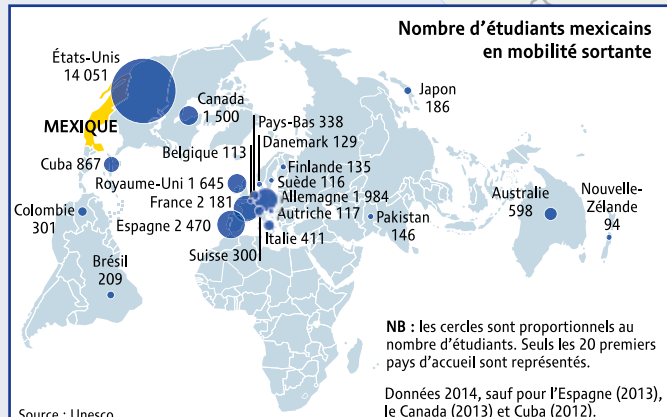 Nombre d'étudiants mexicains
en mobilité sortante
États-Unis
14 051
Canada
1 500
Japon
186
MEXIQUE
Pays-Bas 338
Danemark 129
Belgique 113
Cuba 867
Finlande 135
Suède 116
Royaume-Uni 1 645
Allemagne 1 984
France 2 181
Autriche 117
Australie
598
Nouvelle-
Zélande
94
Colombie
301
Espagne 2 470
Pakistan
146
Italie 411
Suisse 300
Brésil
209
NB : les cercles sont proportionnels au
nombre d'étudiants. Seuls les 20 premiers
pays d'accueil sont représentés.
Données 2014, sauf pour l'Espagne (2013),
le Canada (2013) et Cuba (2012).
Source : Unesco